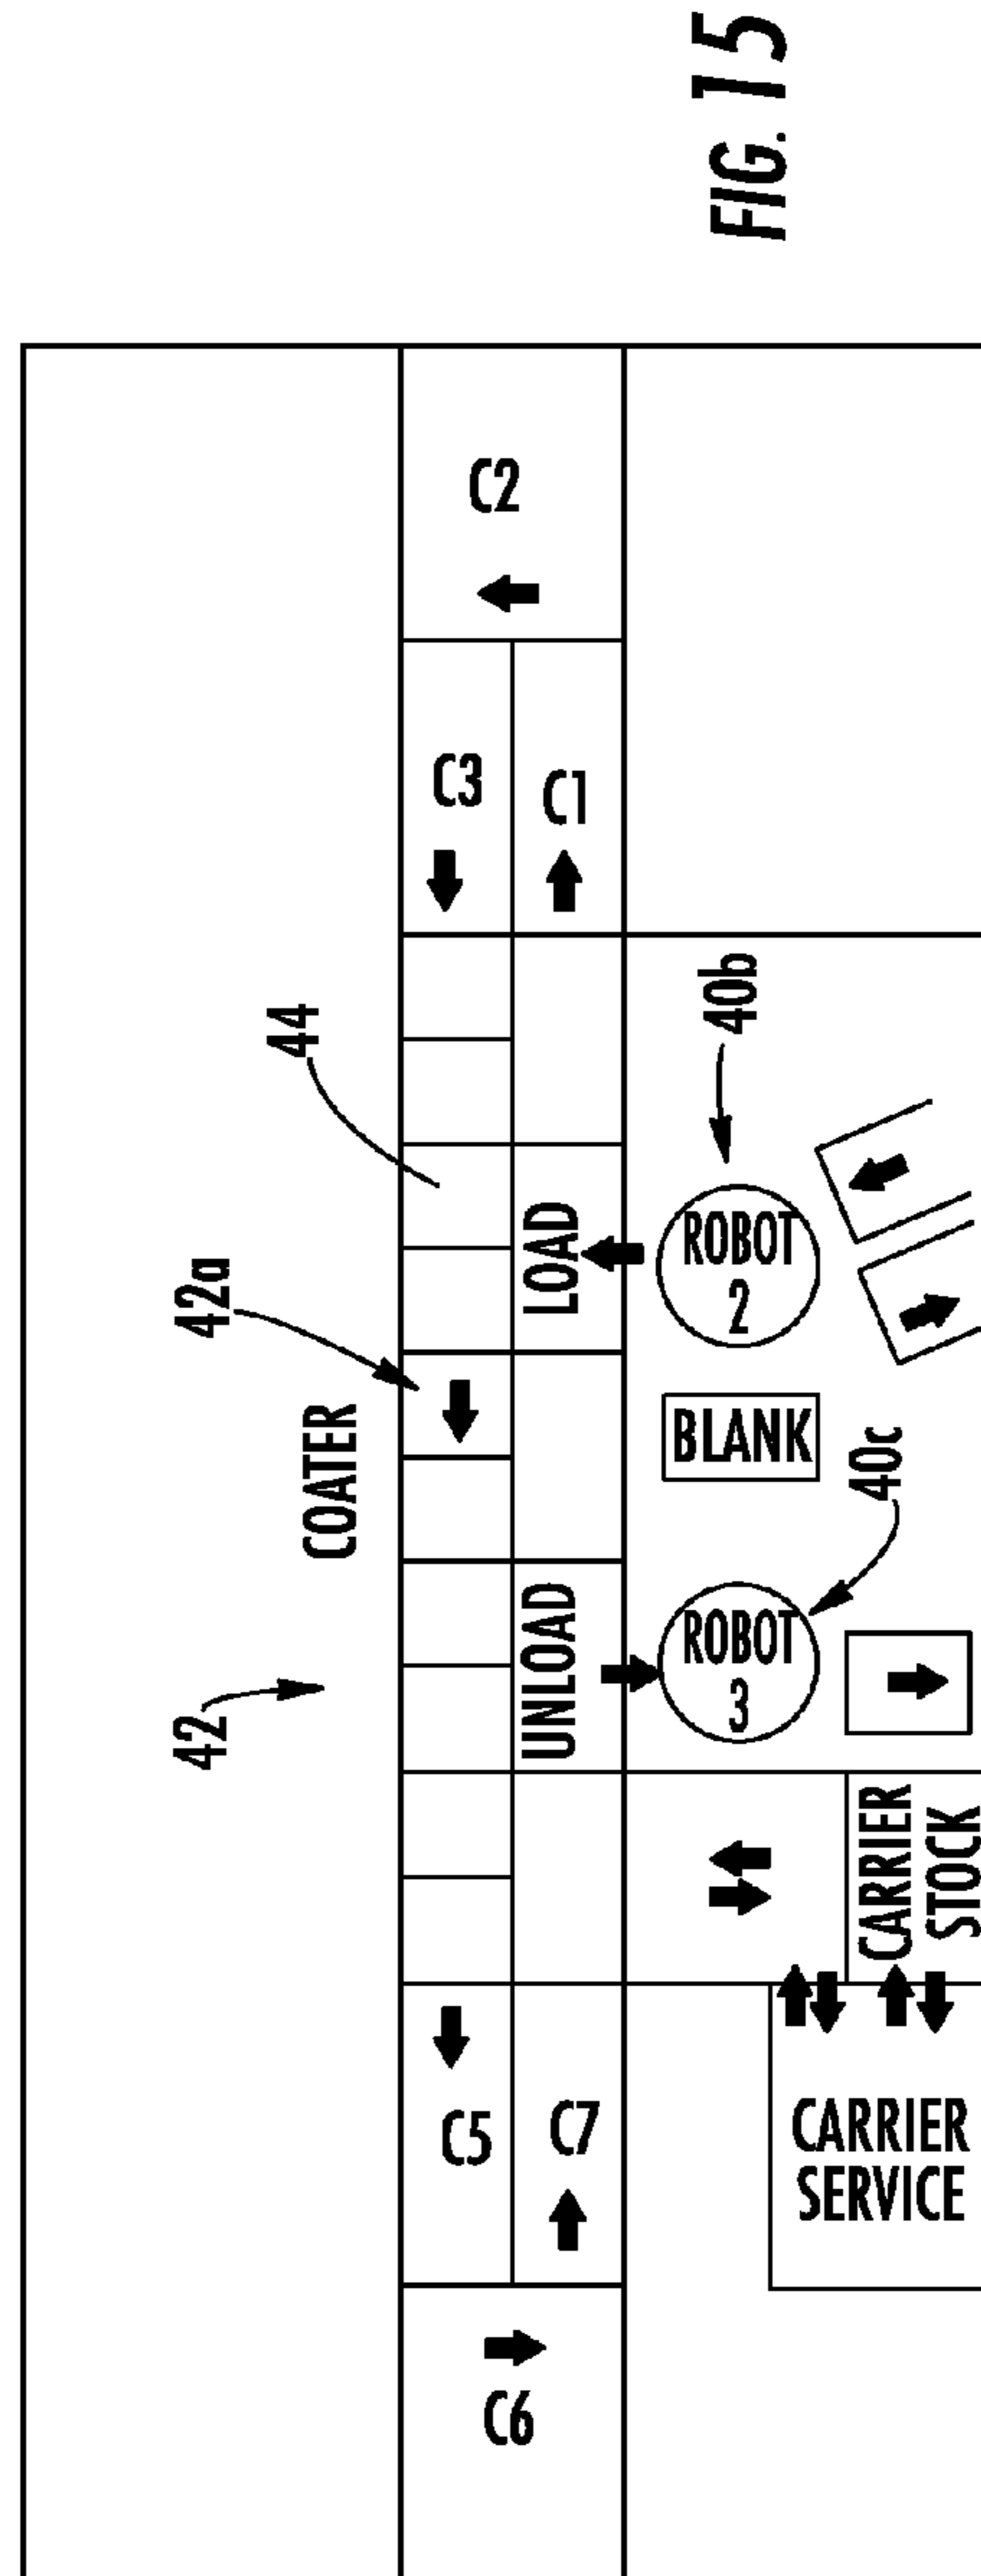 FIG. 15
C2
C3
C1
44
40b
42a
LOAD
ROBOT
2
COATER
BLANK
40c
42
UNLOAD
ROBOT
3
CARRIER
STOCK
C5
C7
CARRIER
SERVICE
C6